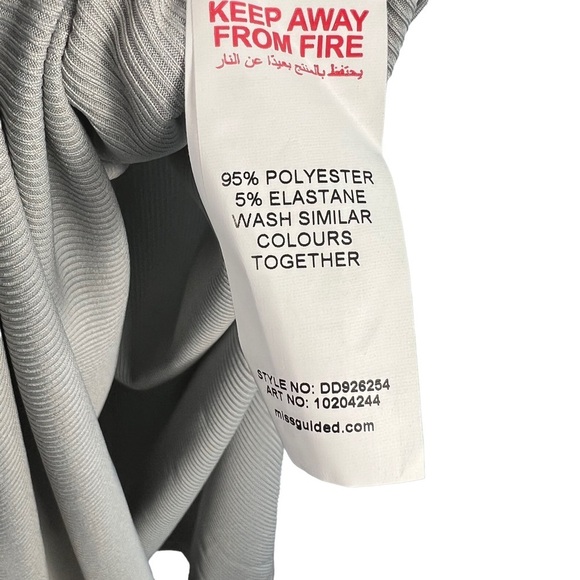 KEEP AWAY
FROM FIRE
يحتفظ بالمنتج بعيدًا عن النار
95% POLYESTER
5% ELASTANE
WASH SIMILAR
COLOURS
TOGETHER
STYLE NO: DD926254
ART NO: 10204244
missguided.com